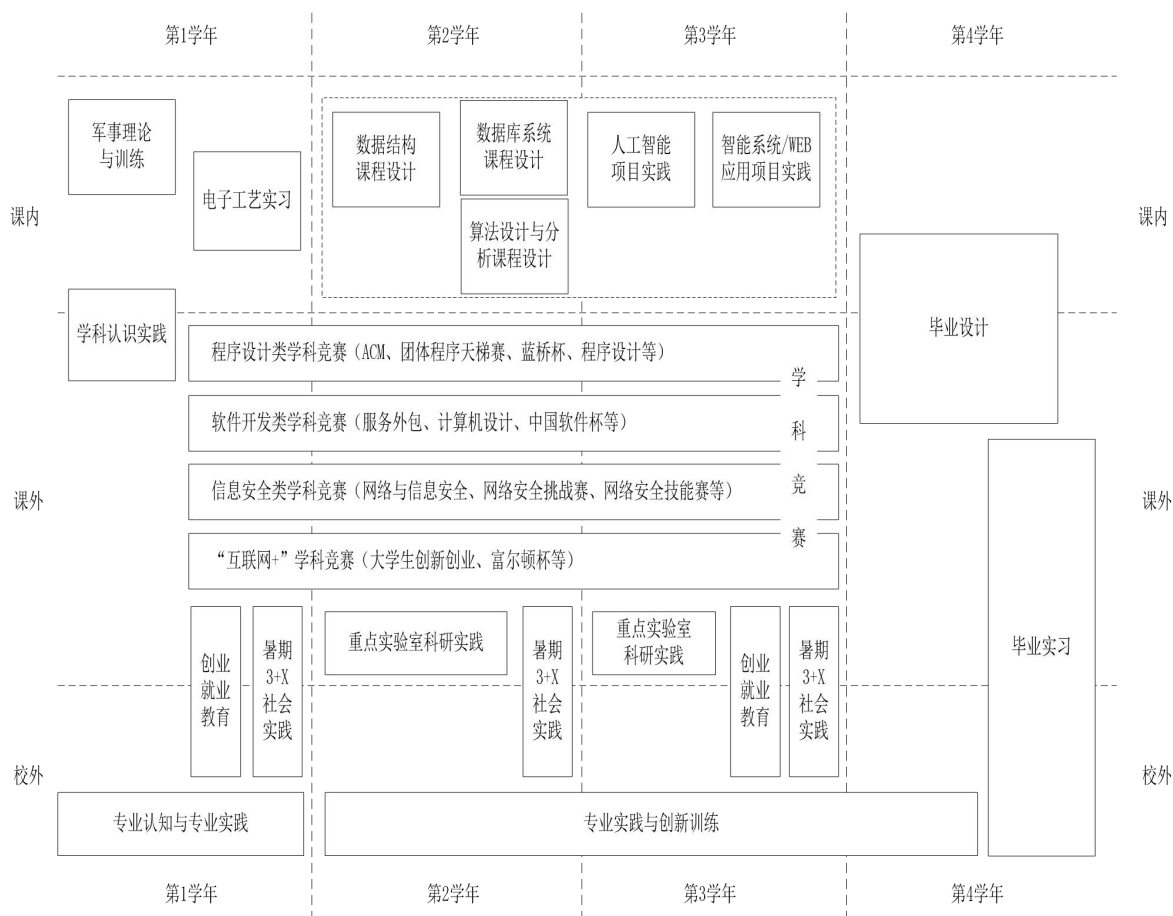 第1学年
第2学年
第3学年
第4学年
军事理论
与训练
电子工艺实习
数据结构
课程设计
数据库系统
课程设计
算法设计与分
析课程设计
人工智能
项目实践
智能系统/WEB
应用项目实践
课内
课内
学科认识实践
毕业设计
程序设计类学科竞赛（ACM、团体程序天梯赛、蓝桥杯、程序设计等）
软件开发类学科竞赛（服务外包、计算机设计、中国软件杯等）
信息安全类学科竞赛（网络与信息安全、网络安全挑战赛、网络安全技能赛等）
“互联网+”学科竞赛（大学生创新创业、富尔顿杯等）
学
科
竞
赛
课外
课外
创业
就业
教育
暑期
3+X
社会
实践
重点实验室科研实践
暑期
3+X
社会
实践
重点实验室
科研实践
创业
就业
教育
暑期
3+X
社会
实践
毕业实习
校外
校外
专业认知与专业实践
专业实践与创新训练
第1学年
第2学年
第3学年
第4学年